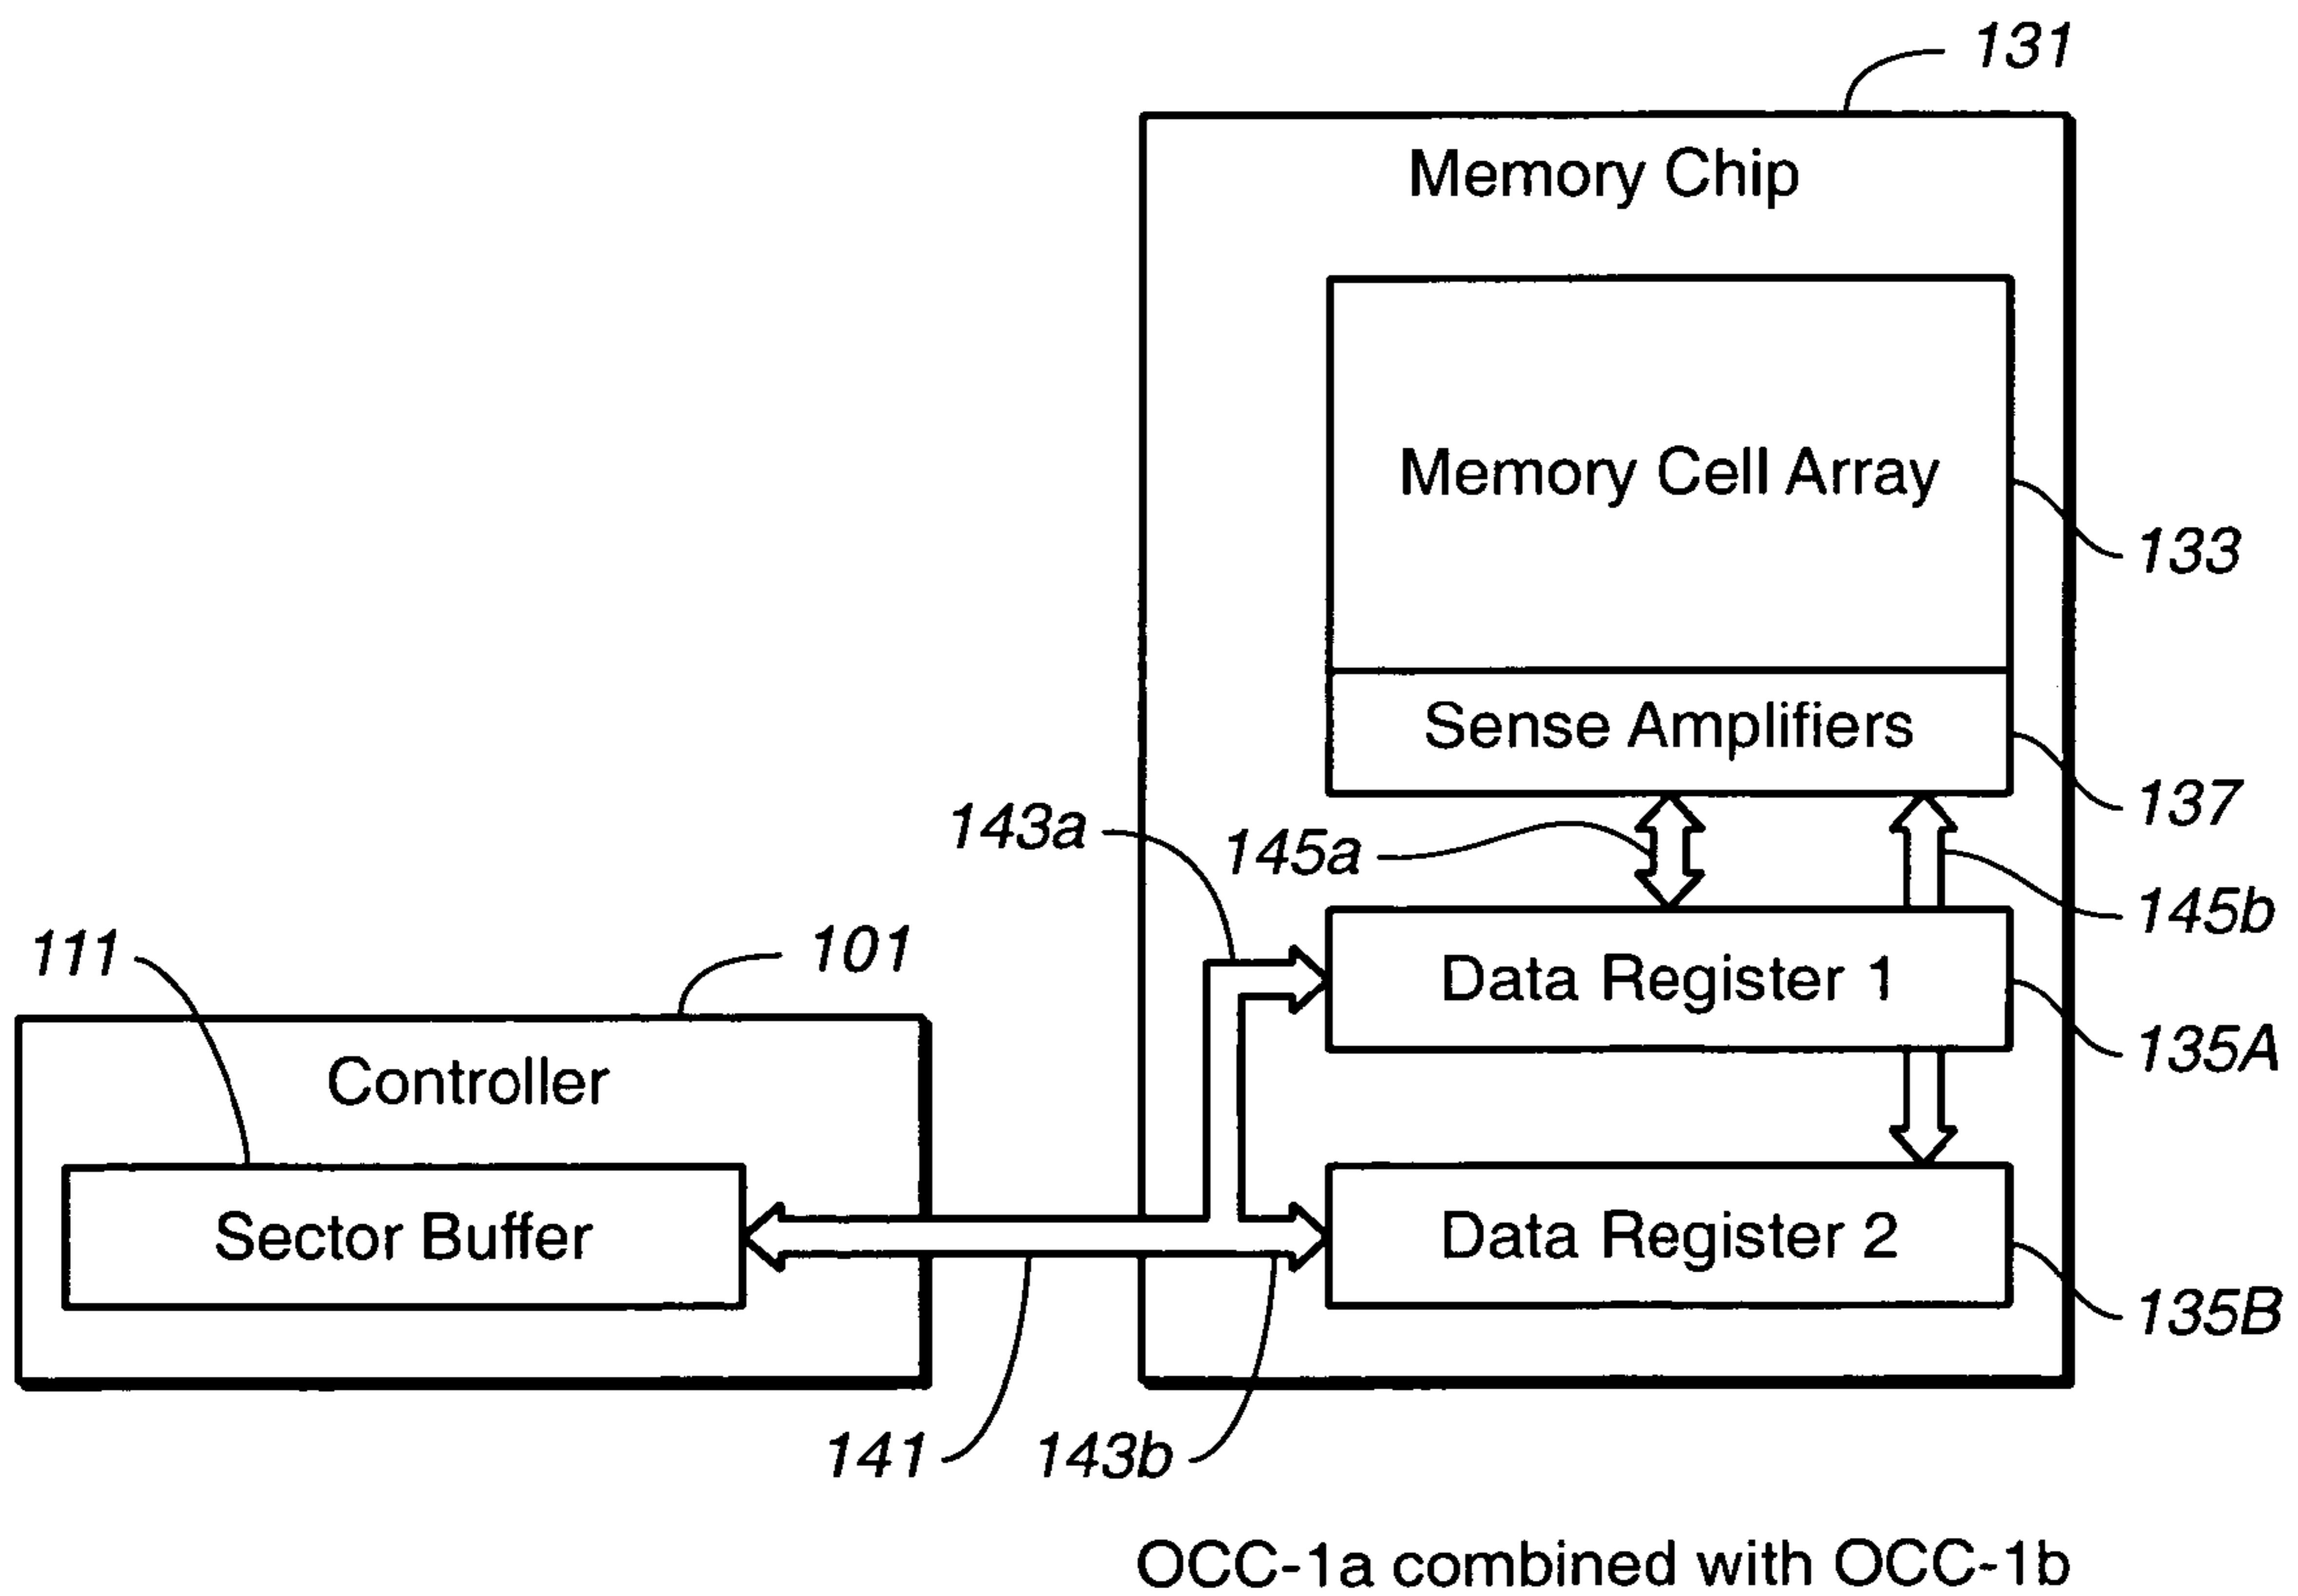 131
Memory Chip
Memory Cell Array
133
Sense Amplifiers
137
143a
145a
145b
111
101
Data Register 1
135A
Controller
Sector Buffer
Data Register 2
135B
141
143b
OCC-1a combined with OCC-1b